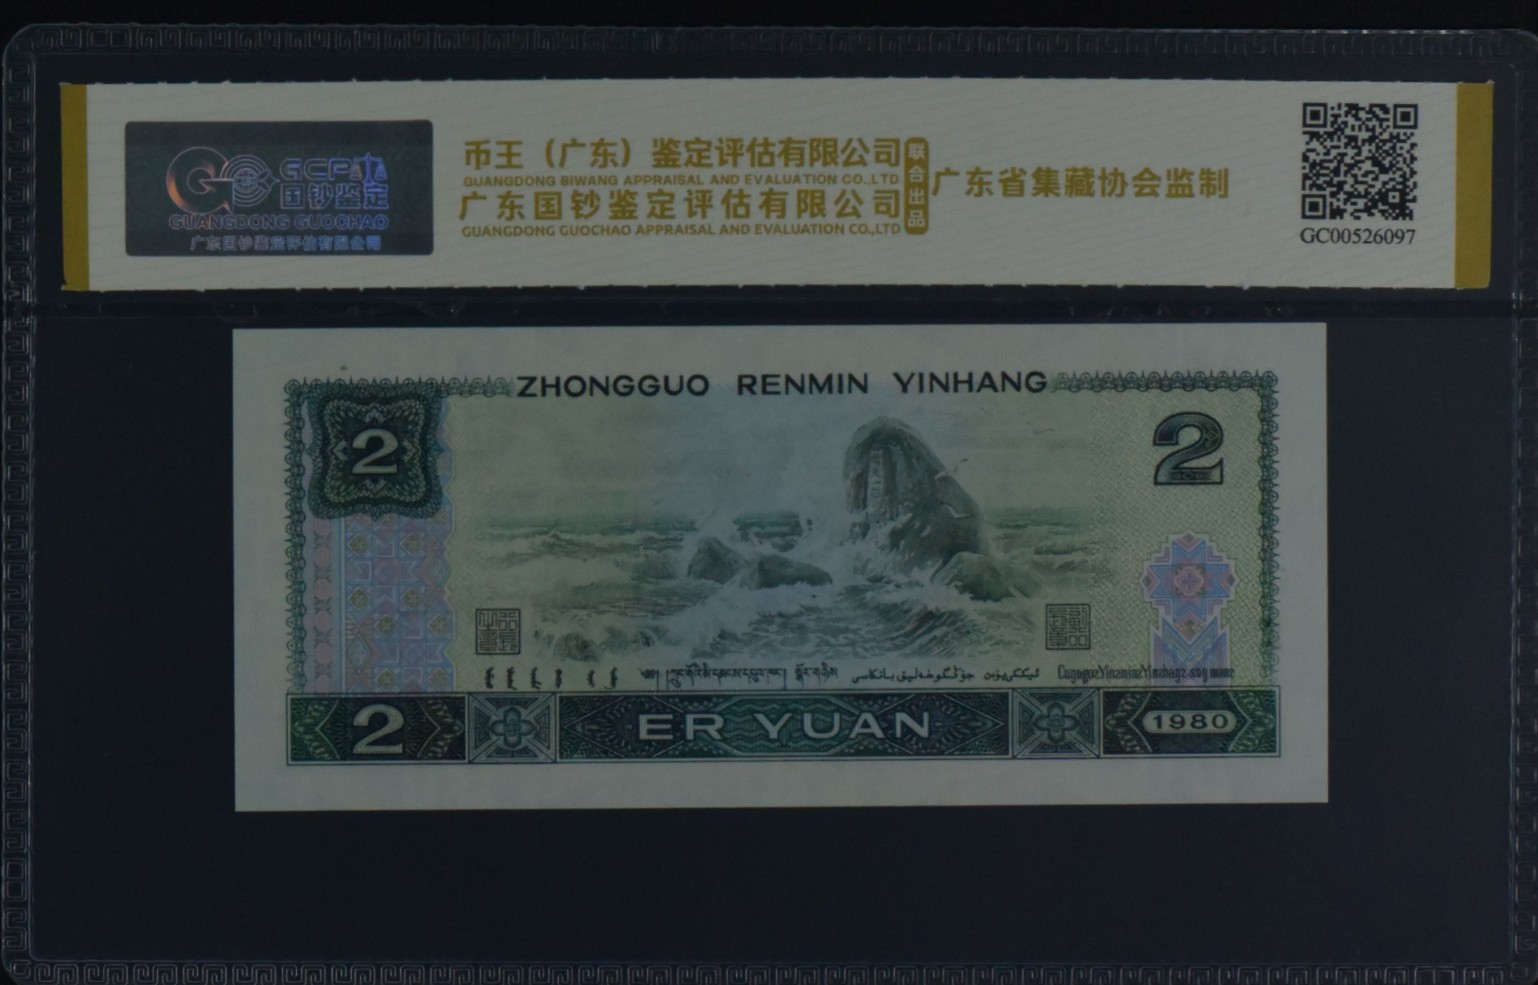 GCP
国钞鉴定
GUANGDONG GUOCHAO
广东国钞鉴定评估有限公司
币王（广东）鉴定评估有限公司
GUANGDONG BIWANG APPRAISAL AND EVALUATION CO.,LTD
广东国钞鉴定评估有限公司
GUANGDONG GUOCHAO APPRAISAL AND EVALUATION CO.,LTD
联合出品
广东省集藏协会监制
GC00526097
ZHONGGUO RENMIN YINHANG
2
2
2
ER YUAN
1980